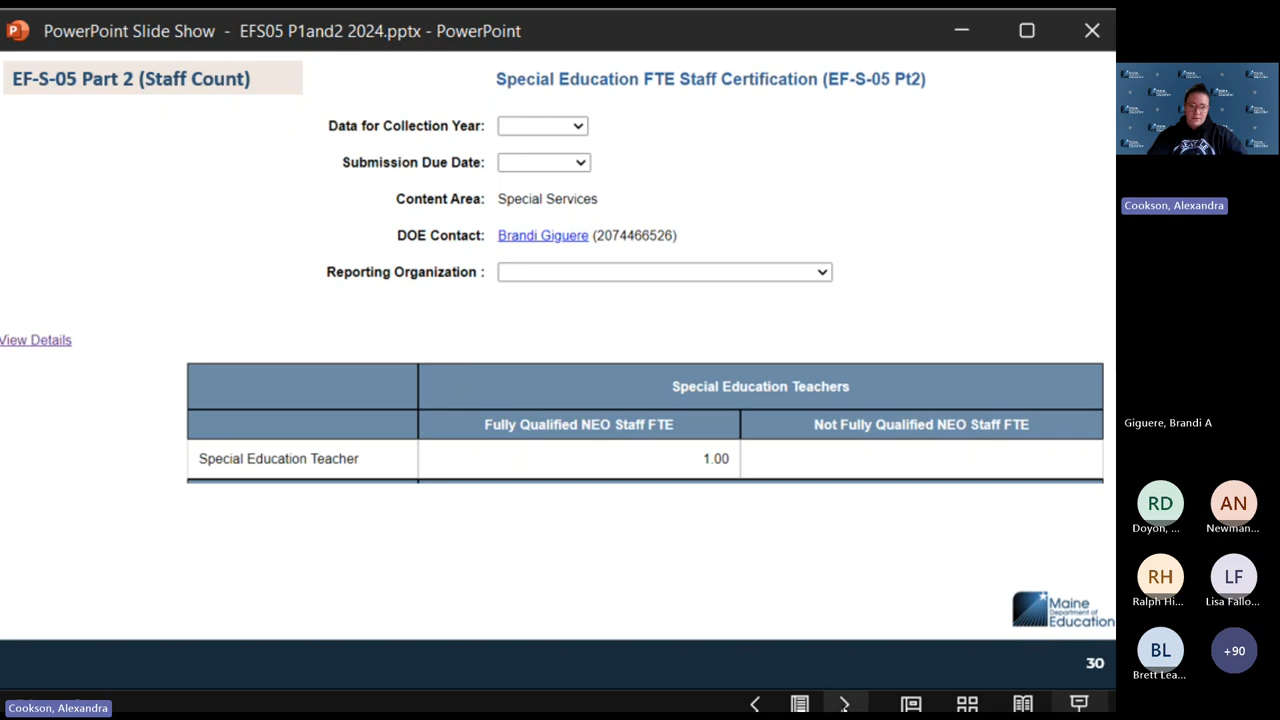 PowerPoint Slide Show - EFS05 P1and2 2024.pptx - PowerPoint
EF-S-05 Part 2 (Staff Count)
Special Education FTE Staff Certification (EF-S-05 Pt2)
Data for Collection Year:
Submission Due Date:
Content Area: Special Services
DOE Contact: Brandi Giguere (2074466526)
Reporting Organization :
View Details
Special Education Teachers
Fully Qualified NEO Staff FTE
Not Fully Qualified NEO Staff FTE
Special Education Teacher 1.00
Maine
Department of
Education
30
Cookson, Alexandra
Cookson, Alexandra
Giguere, Brandi A
RD
Doyon, ...
AN
Newman...
RH
Ralph Hi...
LF
Lisa Fallo...
BL
Brett Lea...
+90